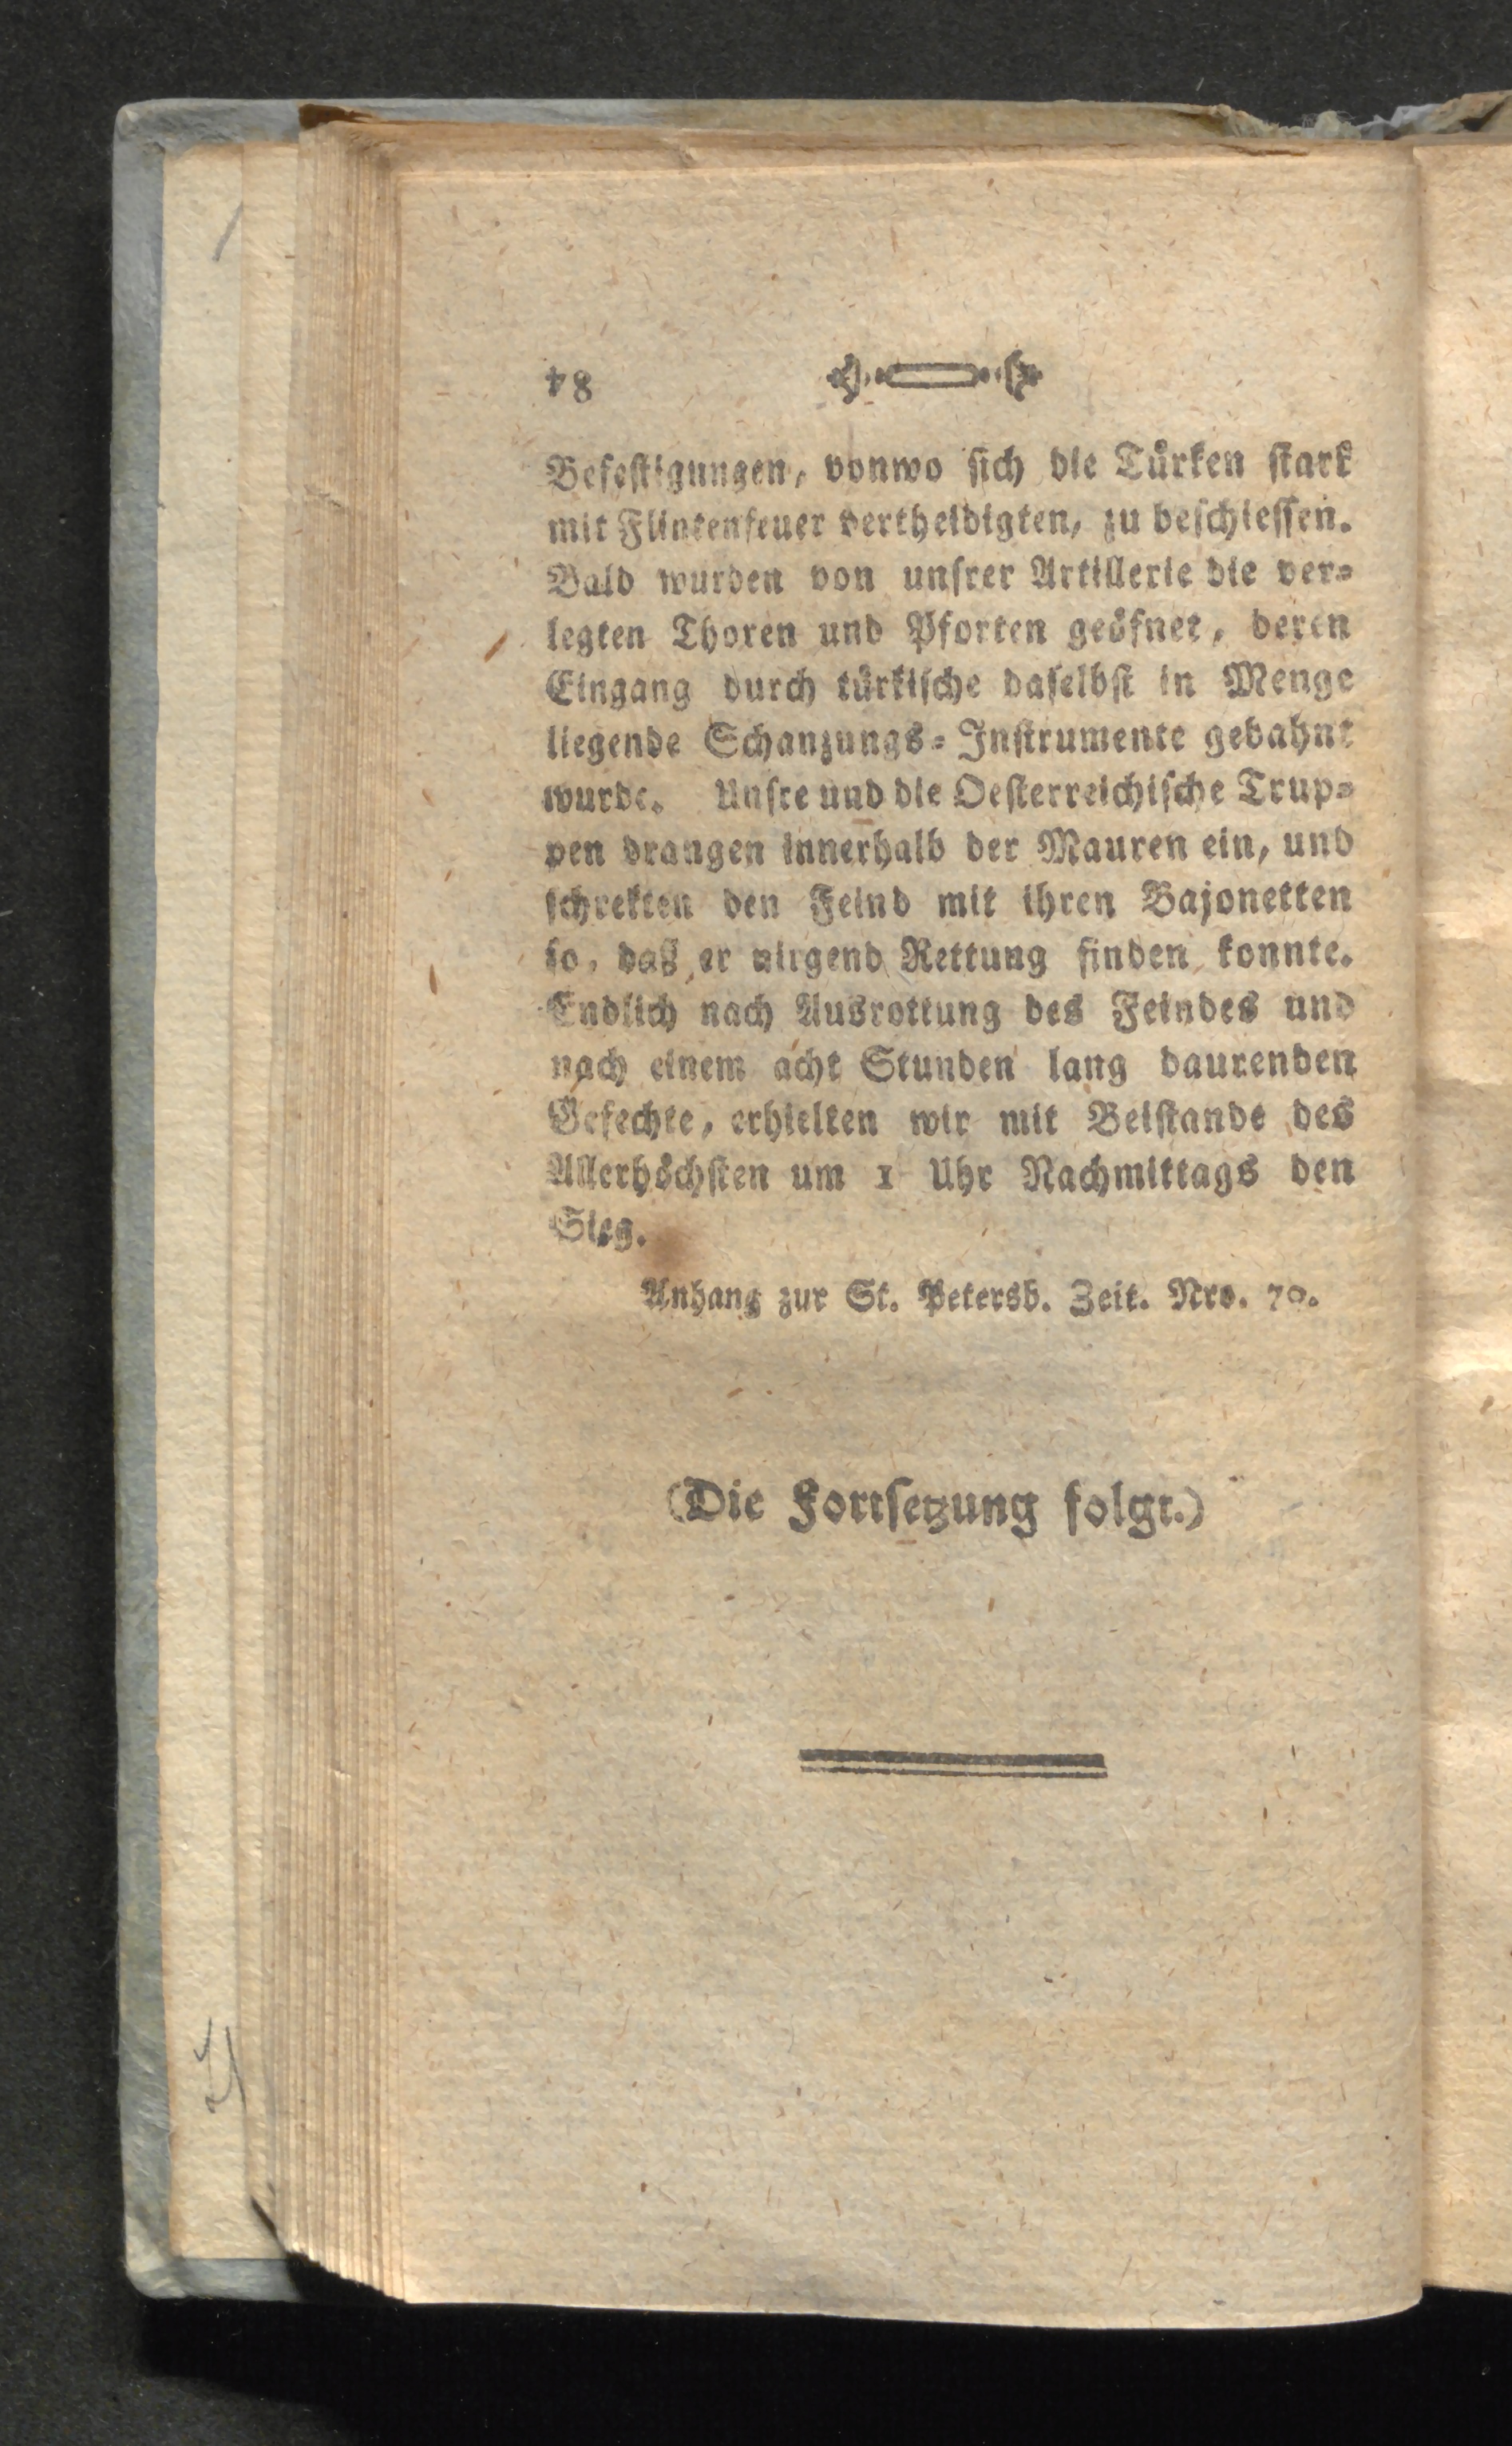 84
Befestigungen, vonwo sich die Türken stark
mit Flintenfeuer vertheidigten, zu beschiessen.
Bald wurden von unsrer Artillerie die ver-
legten Thoren und Pforten geöfnet, deren
Eingang durch türkische daselbst in Menge
liegende Schanzungs-Instrumente gebahnt
wurde. Unsre und die Oesterreichische Trup-
pen drangen innerhalb der Mauren ein, und
schrekten den Feind mit ihren Bajonetten
so, daß er nirgend Rettung finden konnte.
Endlich nach Ausrottung des Feindes und
nach einem acht Stunden lang daurenden
Gefechte, erhielten wir mit Beistande des
Allerhöchsten um 1 Uhr Nachmittags den
Sieg.
Anhang zur St. Petersb. Zeit. Nro. 70.
(Die Fortsetzung folgt.)